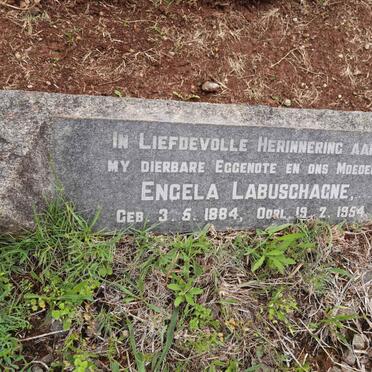 IN LIEFDEVOLLE HERINNERING AAN
MY DIERBARE EGGENOTE EN ONS MOEDER
ENGELA LABUSCHAGNE,
GEB. 3. 5. 1884, OORL. 19. 2. 1954.